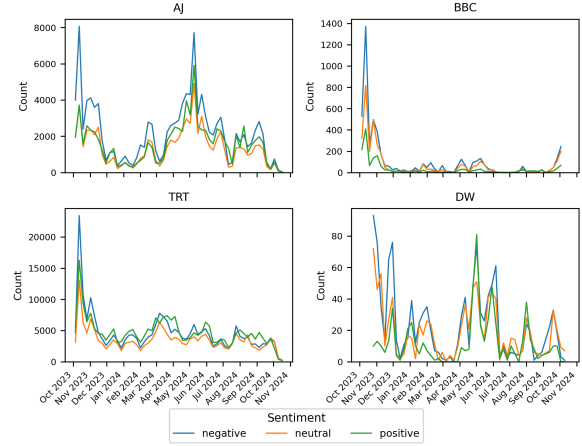 AJ
BBC
Count
8000
6000
4000
2000
0
Count
1400
1200
1000
800
600
400
200
0
TRT
DW
Count
20000
15000
10000
5000
0
Count
80
60
40
20
0
Oct 2023
Nov 2023
Dec 2023
Jan 2024
Feb 2024
Mar 2024
Apr 2024
May 2024
Jun 2024
Jul 2024
Aug 2024
Sep 2024
Oct 2024
Nov 2024
Oct 2023
Nov 2023
Dec 2023
Jan 2024
Feb 2024
Mar 2024
Apr 2024
May 2024
Jun 2024
Jul 2024
Aug 2024
Sep 2024
Oct 2024
Nov 2024
Sentiment
negative neutral positive